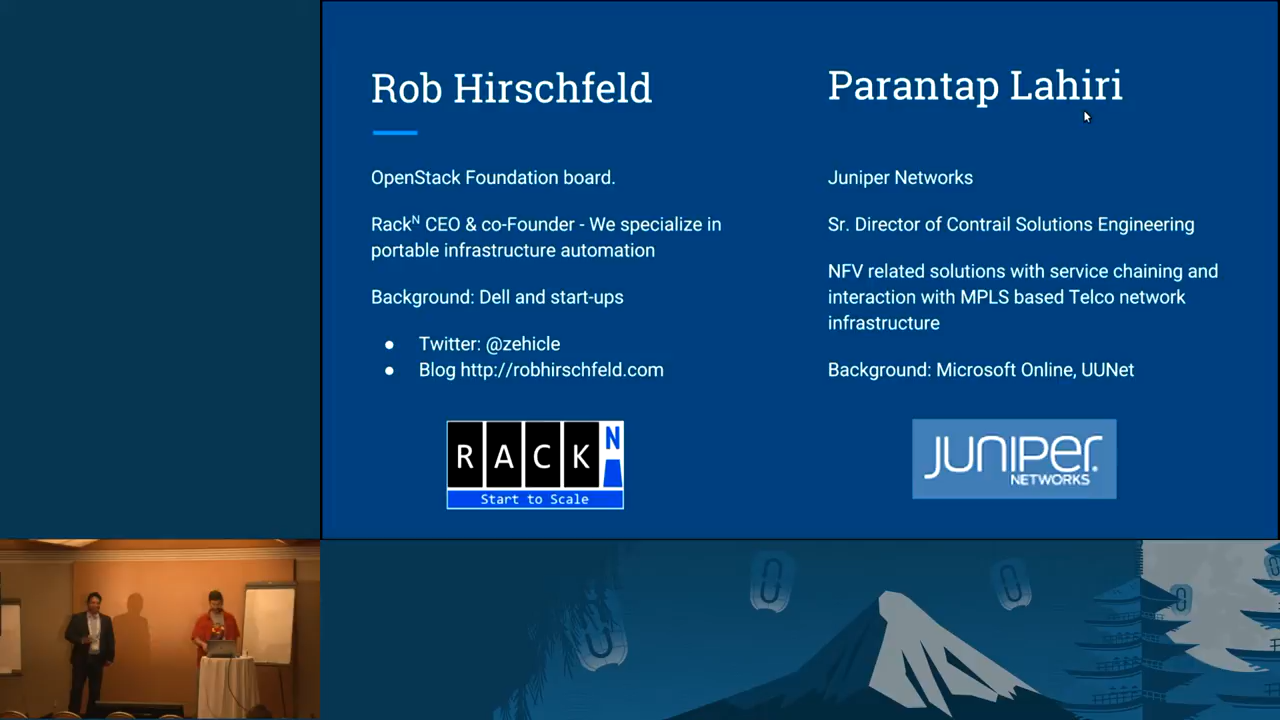 Rob Hirschfeld
OpenStack Foundation board.
Rackᴺ CEO & co-Founder - We specialize in
portable infrastructure automation
Background: Dell and start-ups
● Twitter: @zehicle
● Blog http://robhirschfeld.com
RACKN
Start to Scale
Parantap Lahiri
Juniper Networks
Sr. Director of Contrail Solutions Engineering
NFV related solutions with service chaining and
interaction with MPLS based Telco network
infrastructure
Background: Microsoft Online, UUNet
JUNIPEr
NETWORKS